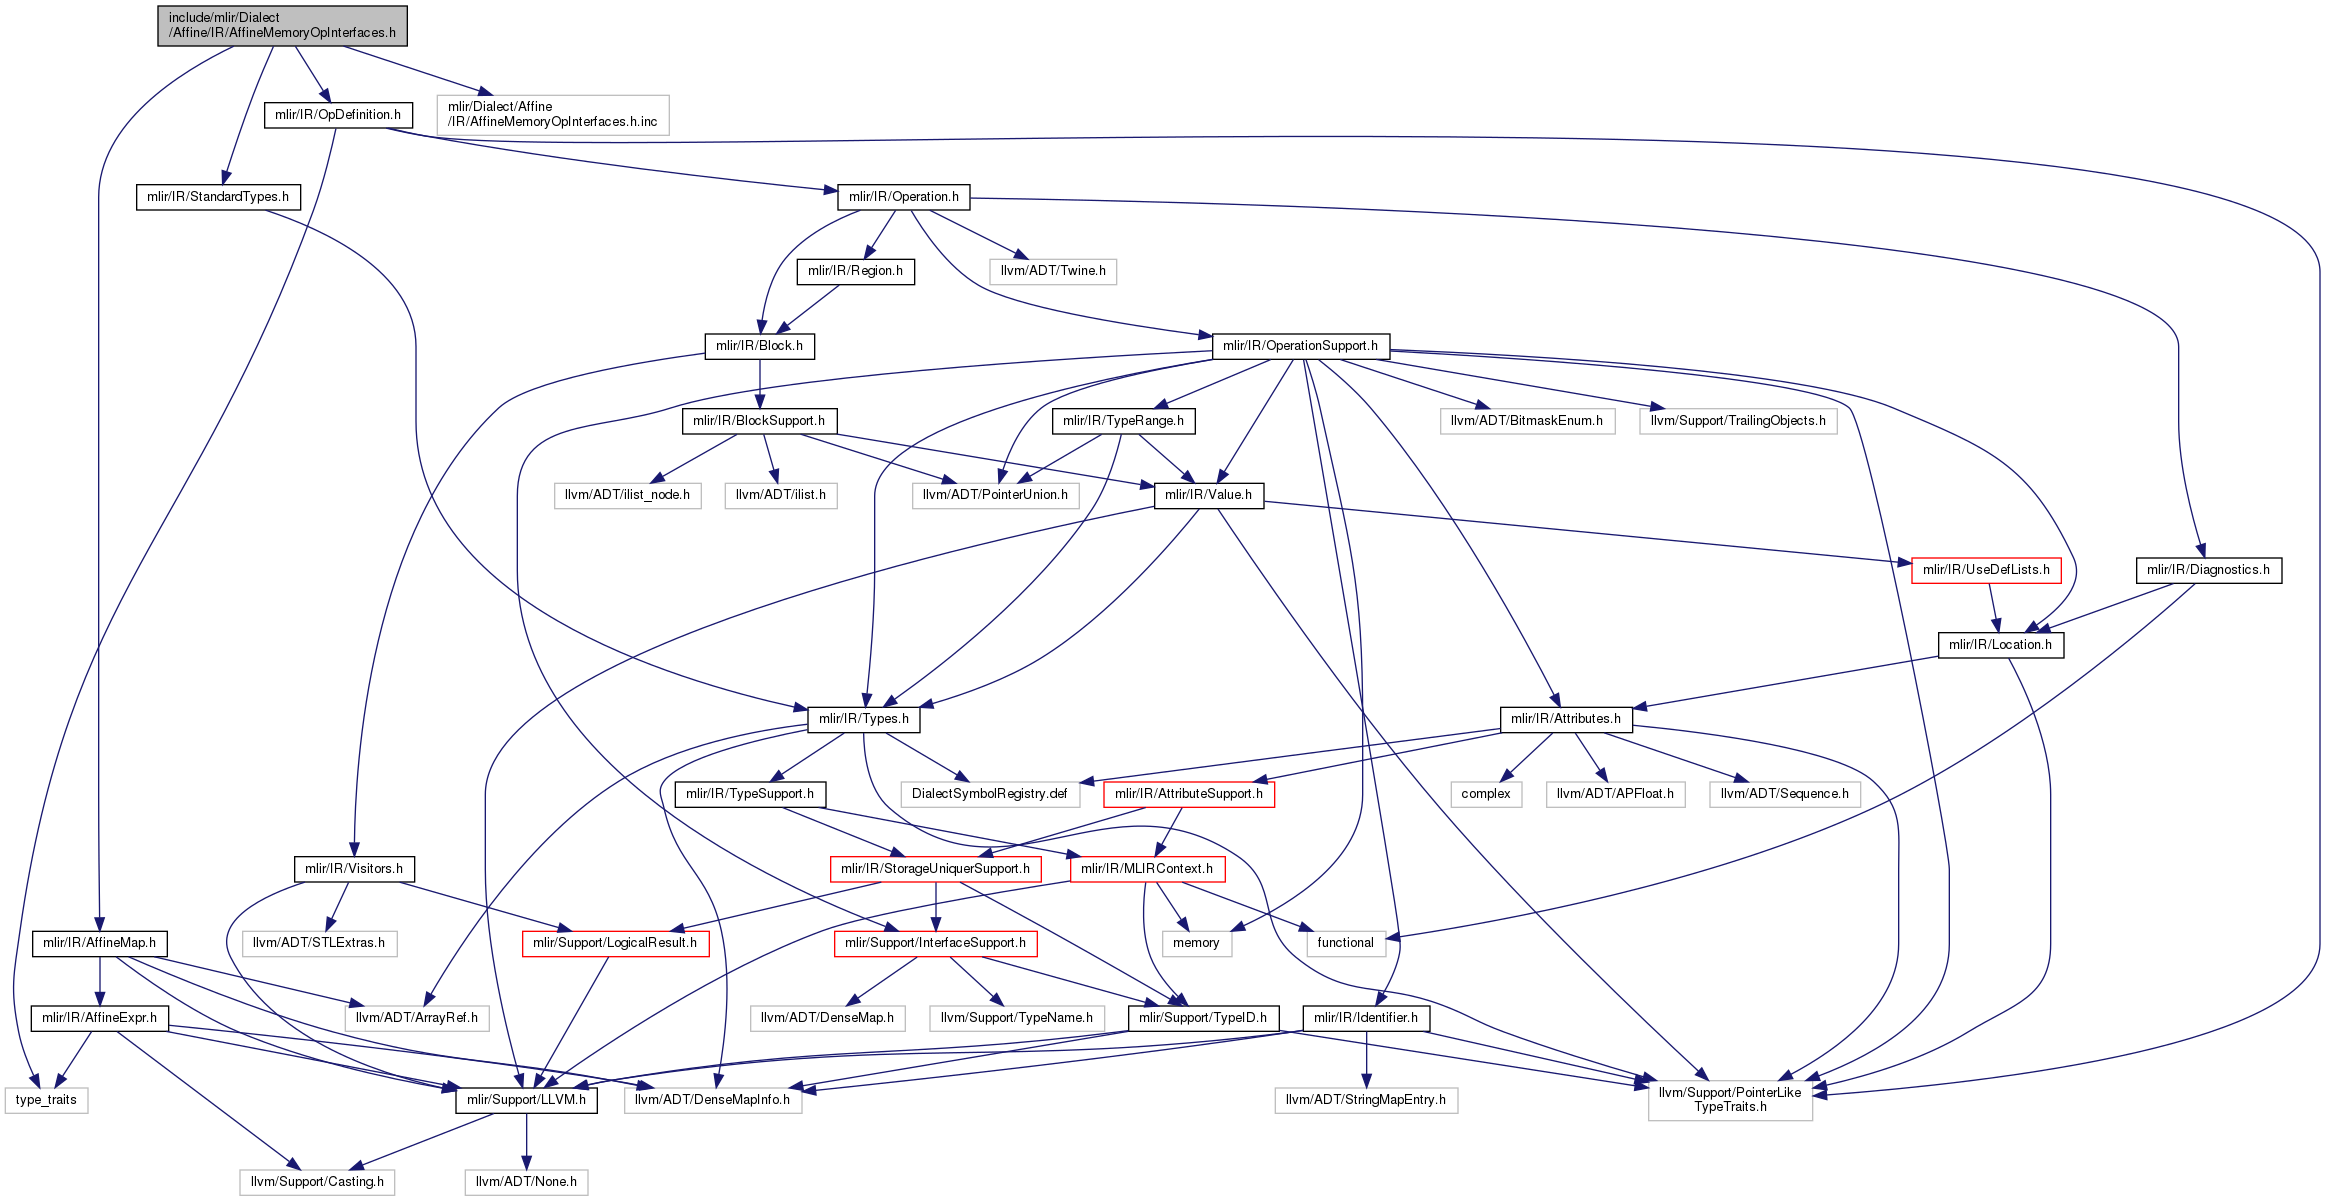 include/mlir/Dialect
/Affine/IR/AffineMemoryOpInterfaces.h
mlir/IR/OpDefinition.h
mlir/Dialect/Affine
/IR/AffineMemoryOpInterfaces.h.inc
mlir/IR/StandardTypes.h
mlir/IR/Operation.h
mlir/IR/Region.h
llvm/ADT/Twine.h
mlir/IR/Block.h
mlir/IR/OperationSupport.h
mlir/IR/BlockSupport.h
mlir/IR/TypeRange.h
llvm/ADT/BitmaskEnum.h
llvm/Support/TrailingObjects.h
llvm/ADT/ilist_node.h
llvm/ADT/ilist.h
llvm/ADT/PointerUnion.h
mlir/IR/Value.h
mlir/IR/UseDefLists.h
mlir/IR/Diagnostics.h
mlir/IR/Location.h
mlir/IR/Types.h
mlir/IR/Attributes.h
mlir/IR/TypeSupport.h
DialectSymbolRegistry.def
mlir/IR/AttributeSupport.h
complex
llvm/ADT/APFloat.h
llvm/ADT/Sequence.h
mlir/IR/Visitors.h
mlir/IR/StorageUniquerSupport.h
mlir/IR/MLIRContext.h
mlir/IR/AffineMap.h
llvm/ADT/STLExtras.h
mlir/Support/LogicalResult.h
mlir/Support/InterfaceSupport.h
memory
functional
mlir/IR/AffineExpr.h
llvm/ADT/ArrayRef.h
llvm/ADT/DenseMap.h
llvm/Support/TypeName.h
mlir/Support/TypeID.h
mlir/IR/Identifier.h
type_traits
mlir/Support/LLVM.h
llvm/ADT/DenseMapInfo.h
llvm/ADT/StringMapEntry.h
llvm/Support/PointerLike
TypeTraits.h
llvm/Support/Casting.h
llvm/ADT/None.h